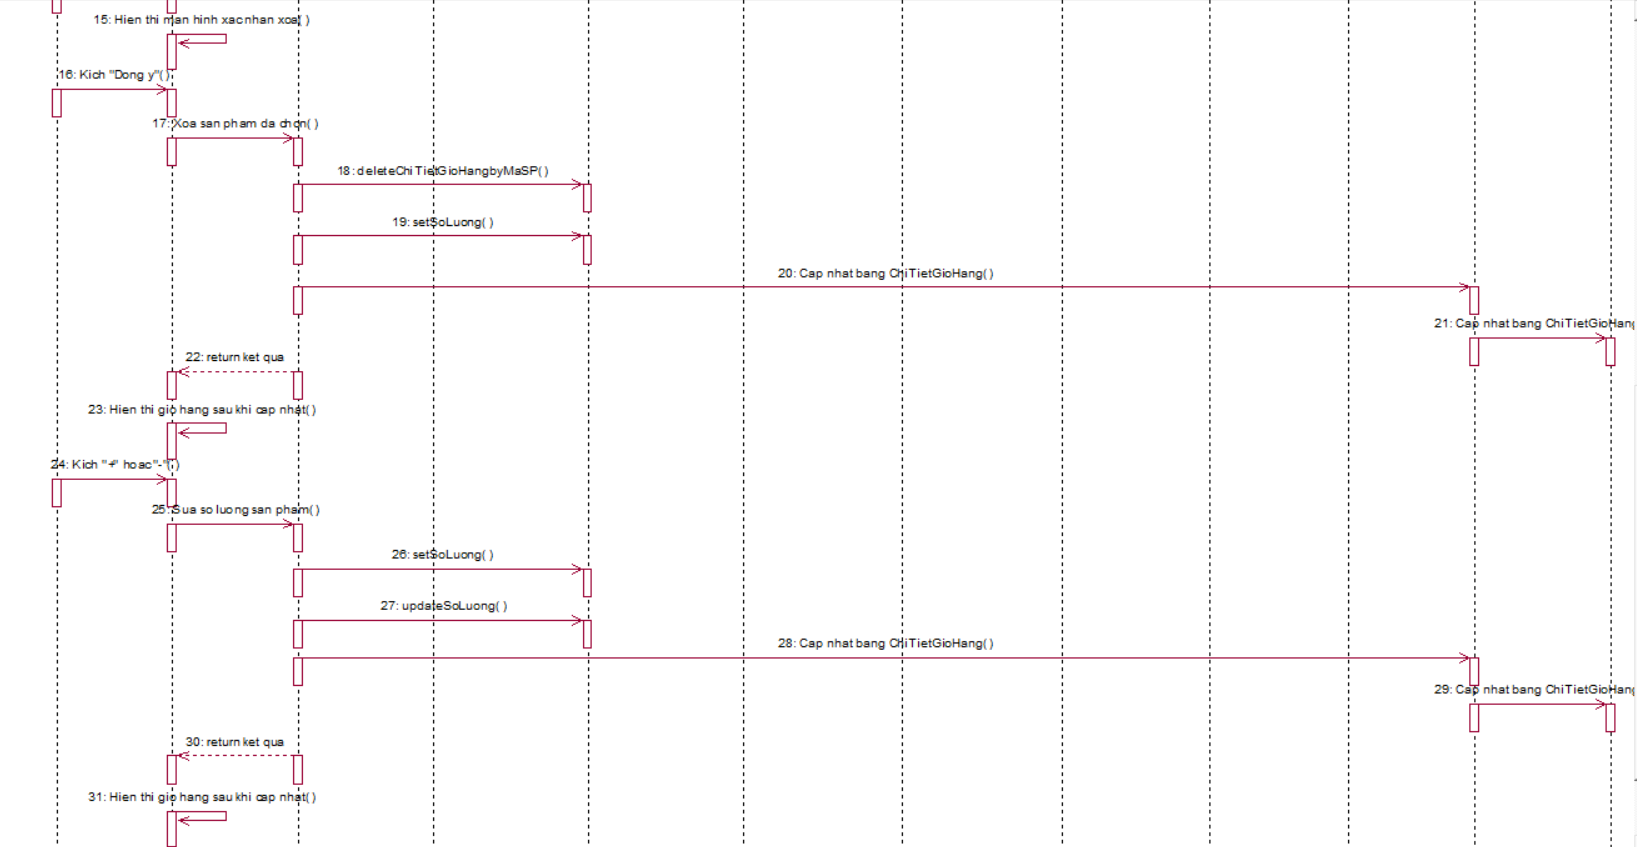 15: Hien thi man hinh xac nhan xoa( )
16: Kich "Dong y"( )
17: Xoa san pham da chon( )
18: deleteChiTietGioHangbyMaSP( )
19: setSoLuong( )
20: Cap nhat bang ChiTietGioHang( )
21: Cap nhat bang ChiTietGioHang
22: return ket qua
23: Hien thi gio hang sau khi cap nhat( )
24: Kich "+" hoac "-"( )
25: Sua so luong san pham( )
26: setSoLuong( )
27: updateSoLuong( )
28: Cap nhat bang ChiTietGioHang( )
29: Cap nhat bang ChiTietGioHang
30: return ket qua
31: Hien thi gio hang sau khi cap nhat( )